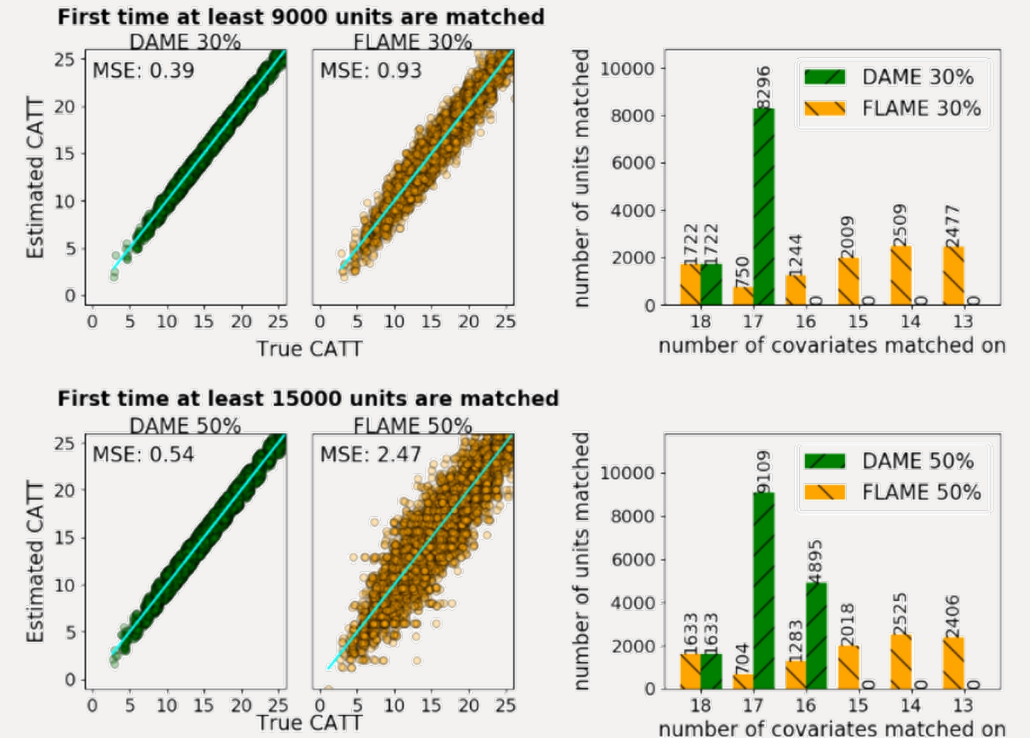 First time at least 9000 units are matched
DAME 30%
FLAME 30%
MSE: 0.39
MSE: 0.93
Estimated CATT
25
20
15
10
5
0
0 5 10 15 20 25
0 5 10 15 20 25
True CATT
number of units matched
10000
8000
6000
4000
2000
0
DAME 30%
FLAME 30%
1722
1722
750
8296
1244
0
2009
0
2509
0
2477
0
18 17 16 15 14 13
number of covariates matched on
First time at least 15000 units are matched
DAME 50%
FLAME 50%
MSE: 0.54
MSE: 2.47
Estimated CATT
25
20
15
10
5
0
0 5 10 15 20 25
0 5 10 15 20 25
True CATT
number of units matched
10000
8000
6000
4000
2000
0
DAME 50%
FLAME 50%
1633
1633
704
9109
1283
4895
2018
0
2525
0
2406
0
18 17 16 15 14 13
number of covariates matched on